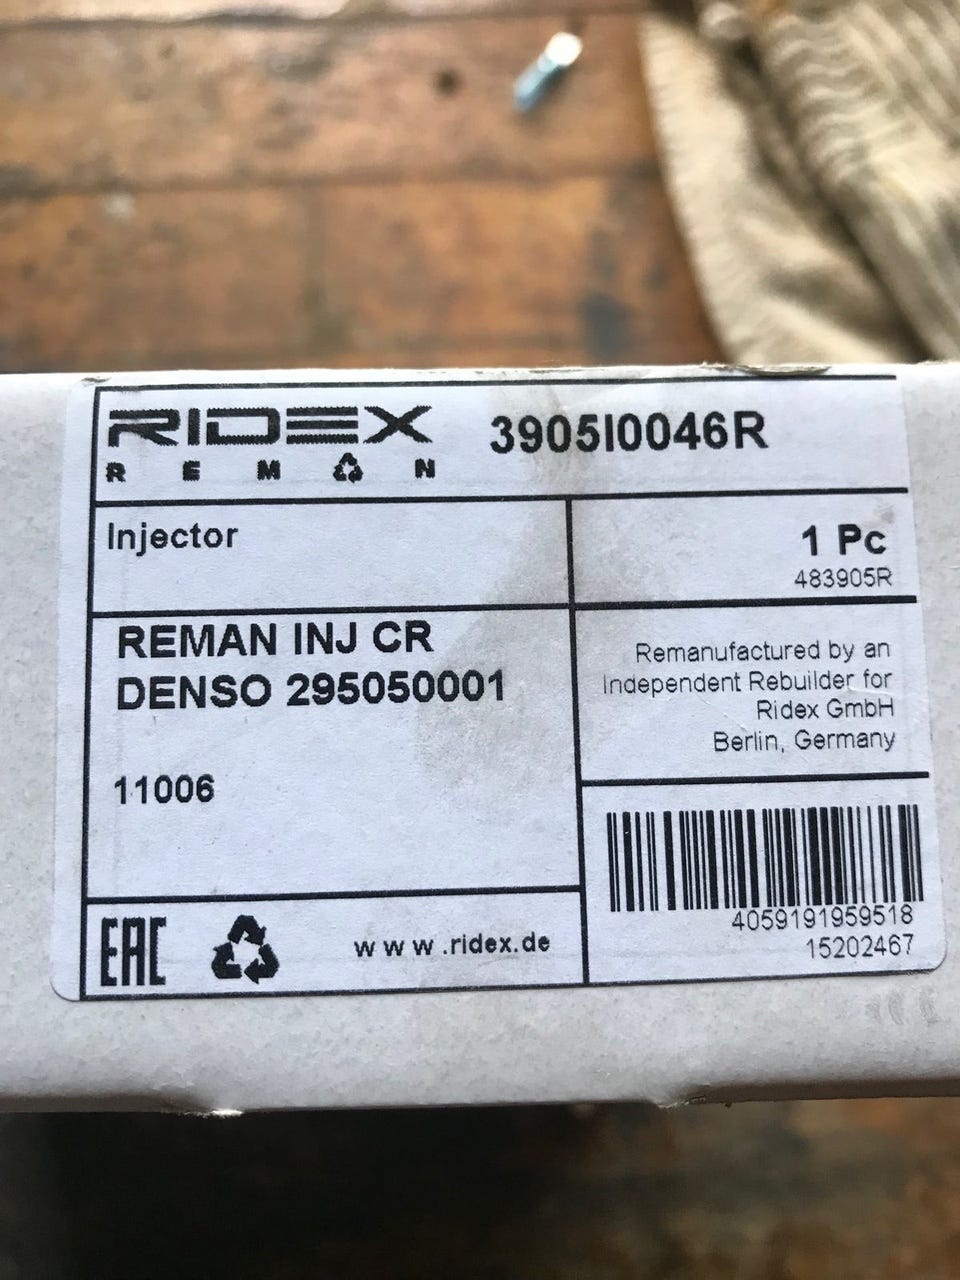 RIDEX
REMAN
3905I0046R
Injector
1 Pc
483905R
REMAN INJ CR
DENSO 295050001
11006
Remanufactured by an
Independent Rebuilder for
Ridex GmbH
Berlin, Germany
4059191959518
15202467
EAC
www.ridex.de